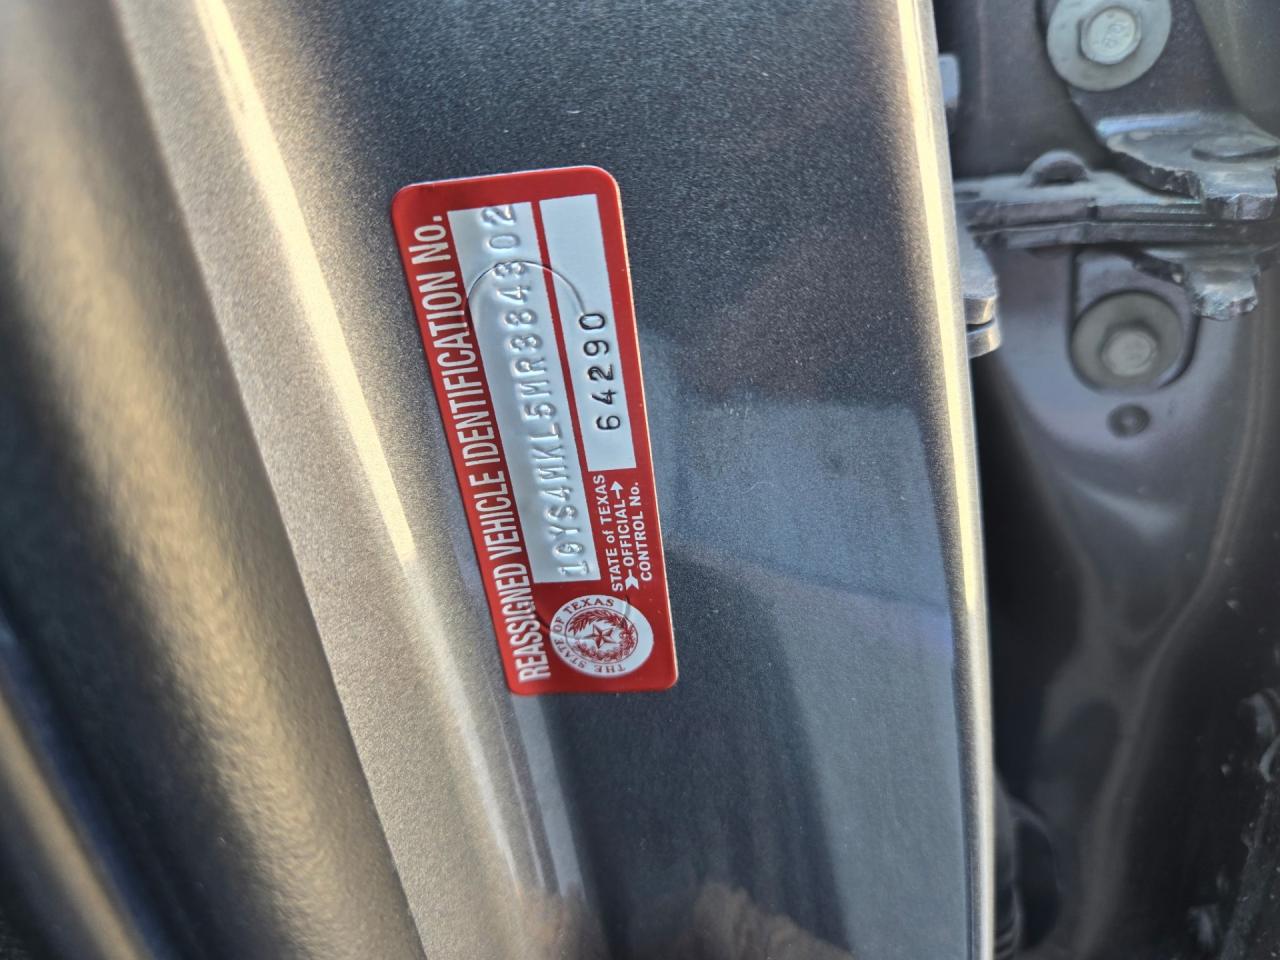 REASSIGNED VEHICLE IDENTIFICATION No.
1GYS4MKL5MR384302
STATE of TEXAS
OFFICIAL
CONTROL No.
64290
THE STATE OF TEXAS